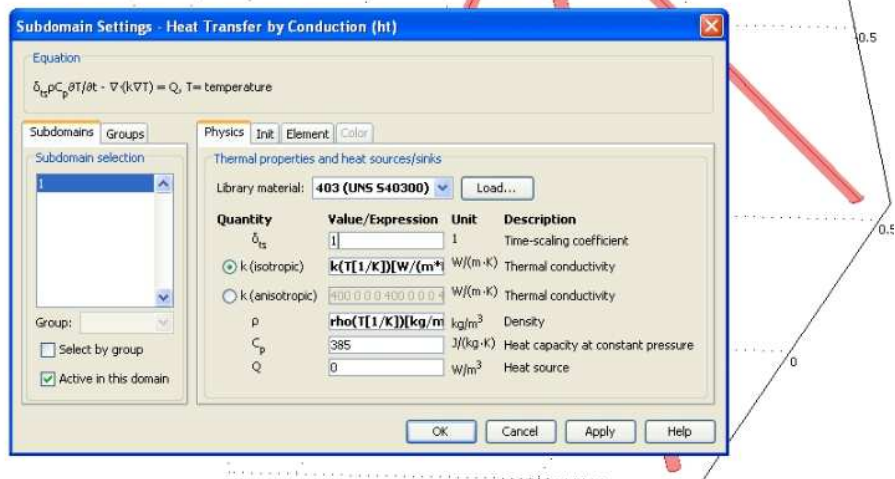 Subdomain Settings - Heat Transfer by Conduction (ht)
Equation
δtsρCp∂T/∂t - ∇·(k∇T) = Q, T= temperature
Subdomains Groups
Subdomain selection
1
Group:
Select by group
Active in this domain
Physics Init Element Color
Thermal properties and heat sources/sinks
Library material: 403 (UNS S40300) Load...
Quantity Value/Expression Unit Description
δts 1 1 Time-scaling coefficient
k (isotropic) k(T[1/K])[W/(m* W/(m·K) Thermal conductivity
k (anisotropic) 400 0 0 0 400 0 0 0 4 W/(m·K) Thermal conductivity
ρ rho(T[1/K])[kg/m kg/m³ Density
Cp 385 J/(kg·K) Heat capacity at constant pressure
Q 0 W/m³ Heat source
OK Cancel Apply Help
-0.5
0.5
0